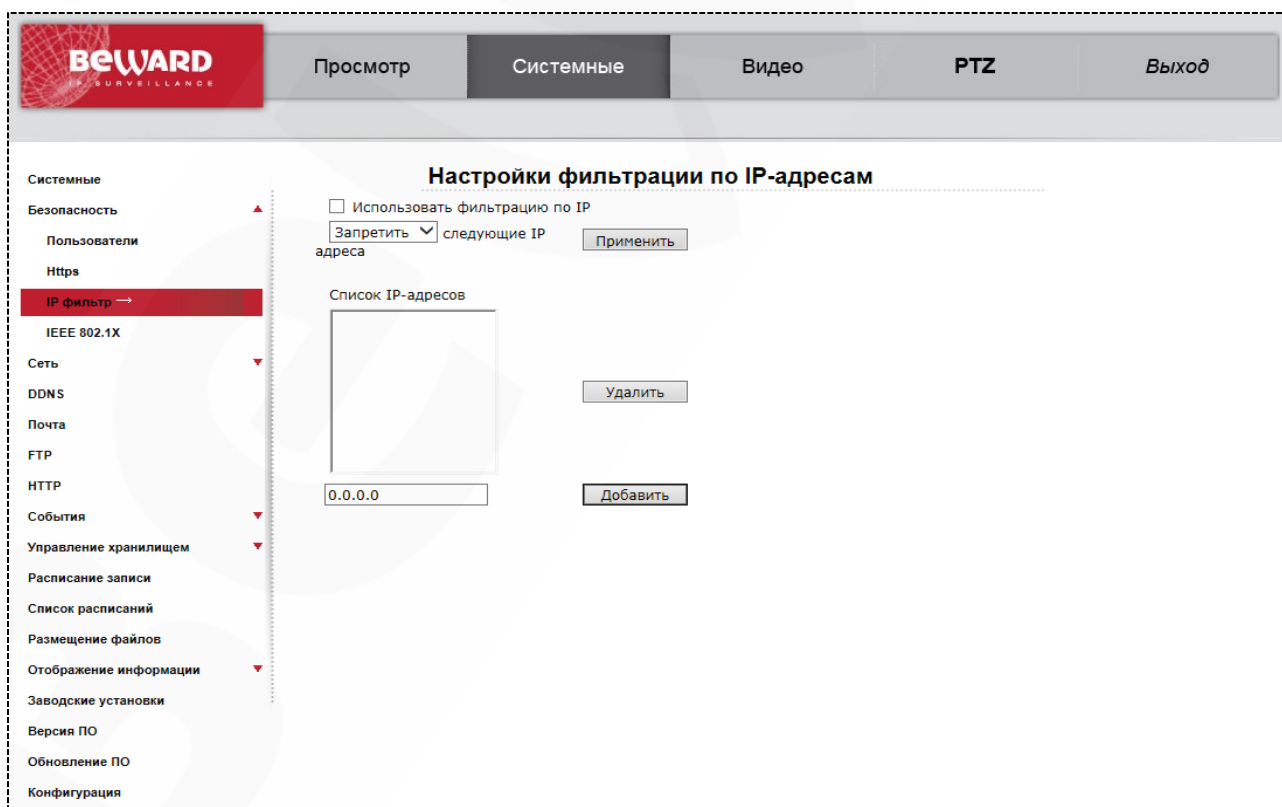 BEWARD
IP SURVEILLANCE
Просмотр
Системные
Видео
PTZ
Выход
Системные
Безопасность
Пользователи
Https
IP фильтр →
IEEE 802.1X
Сеть
DDNS
Почта
FTP
HTTP
События
Управление хранилищем
Расписание записи
Список расписаний
Размещение файлов
Отображение информации
Заводские установки
Версия ПО
Обновление ПО
Конфигурация
Настройки фильтрации по IP-адресам
Использовать фильтрацию по IP
Запретить следующие IP
адреса
Применить
Список IP-адресов
Удалить
0.0.0.0
Добавить